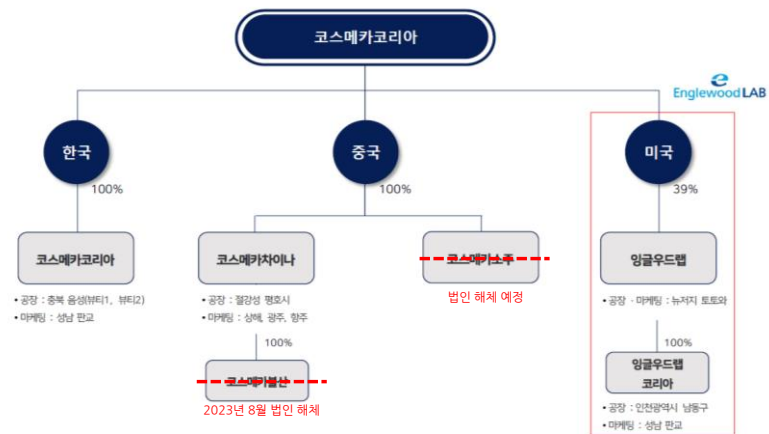 코스메카코리아
Englewood LAB
한국
중국
미국
100%
100%
39%
코스메카코리아
코스메카차이나
코스메카소주
잉글우드랩
• 공장 : 충북 음성(뷰티1, 뷰티2)
• 마케팅 : 성남 판교
• 공장 : 절강성 평호시
• 마케팅 : 상해, 광주, 항주
법인 해체 예정
• 공장 · 마케팅 : 뉴저지 토토와
100%
100%
코스메카불산
2023년 8월 법인 해체
잉글우드랩
코리아
• 공장 : 인천광역시 남동구
• 마케팅 : 성남 판교